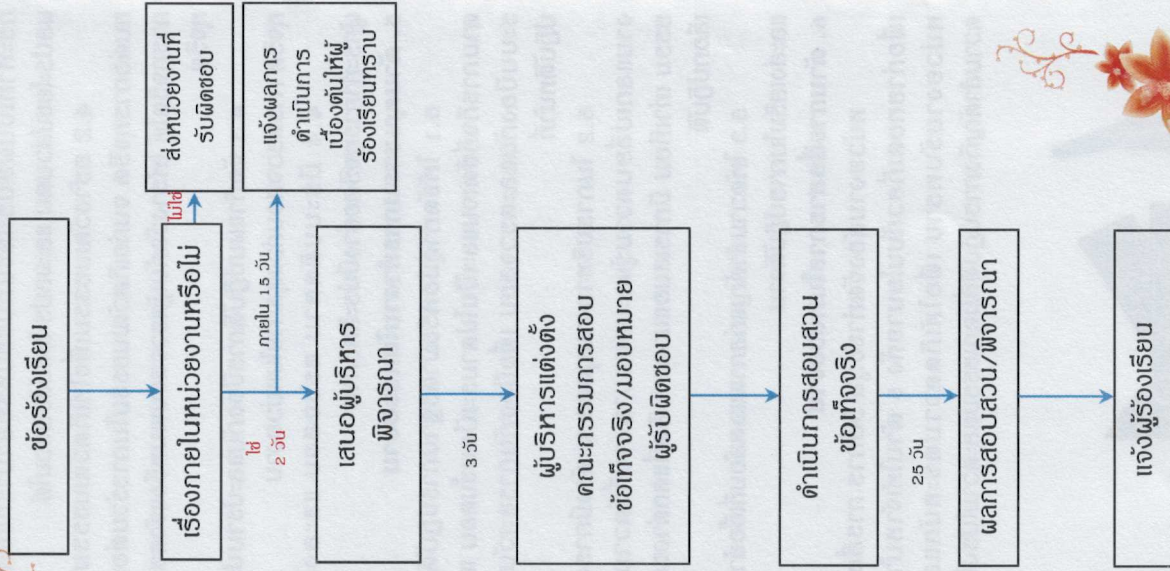 ข้อร้องเรียน
เรื่องภายในหน่วยงานหรือไม่
ไม่ใช่
ส่งหน่วยงานที่
รับผิดชอบ
ใช่
2 วัน
ภายใน 15 วัน
แจ้งผลการ
ดำเนินการ
เบื้องต้นให้ผู้
ร้องเรียนทราบ
เสนอผู้บริหาร
พิจารณา
3 วัน
ผู้บริหารแต่งตั้ง
คณะกรรมการสอบ
ข้อเท็จจริง/มอบหมาย
ผู้รับผิดชอบ
ดำเนินการสอบสวน
ข้อเท็จจริง
25 วัน
ผลการสอบสวน/พิจารณา
แจ้งผู้ร้องเรียน